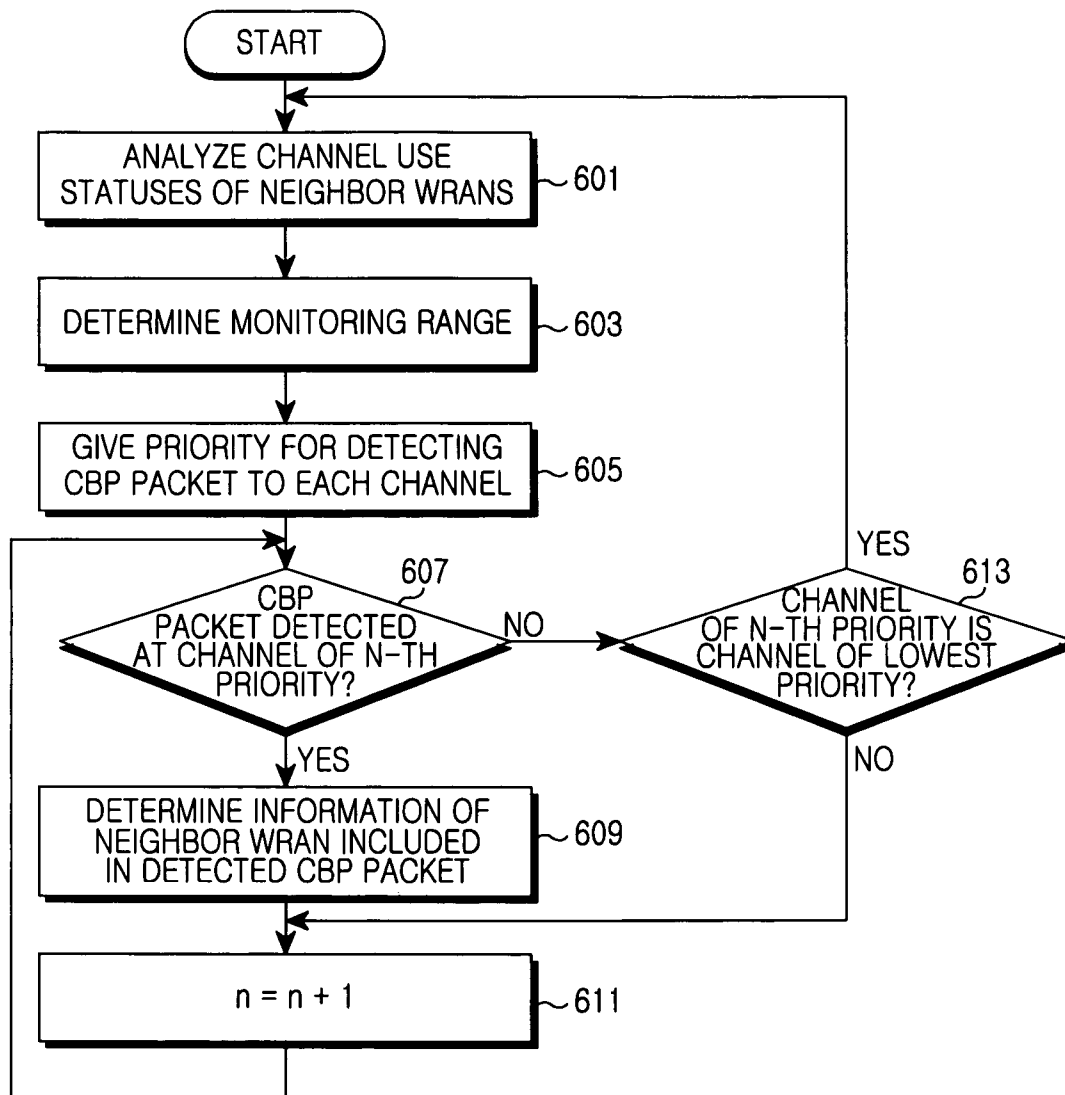 START
ANALYZE CHANNEL USE
STATUSES OF NEIGHBOR WRANS
601
DETERMINE MONITORING RANGE
603
GIVE PRIORITY FOR DETECTING
CBP PACKET TO EACH CHANNEL
605
607
CBP
PACKET DETECTED
AT CHANNEL OF N-TH
PRIORITY?
NO
YES
YES
613
CHANNEL
OF N-TH PRIORITY IS
CHANNEL OF LOWEST
PRIORITY?
NO
DETERMINE INFORMATION OF
NEIGHBOR WRAN INCLUDED
IN DETECTED CBP PACKET
609
n = n + 1
611